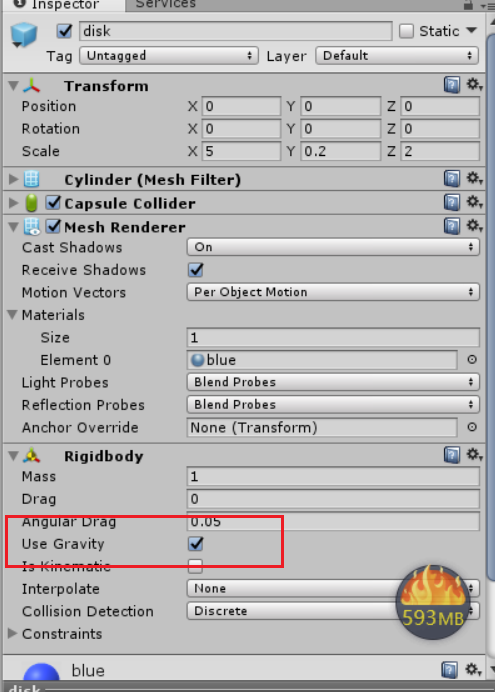 Inspector Services
disk Static
Tag Untagged Layer Default
Transform
Position X 0 Y 0 Z 0
Rotation X 0 Y 0 Z 0
Scale X 5 Y 0.2 Z 2
Cylinder (Mesh Filter)
Capsule Collider
Mesh Renderer
Cast Shadows On
Receive Shadows
Motion Vectors Per Object Motion
Materials
Size 1
Element 0 blue
Light Probes Blend Probes
Reflection Probes Blend Probes
Anchor Override None (Transform)
Rigidbody
Mass 1
Drag 0
Angular Drag 0.05
Use Gravity
Is Kinematic
Interpolate None
Collision Detection Discrete
593MB
Constraints
blue
disk